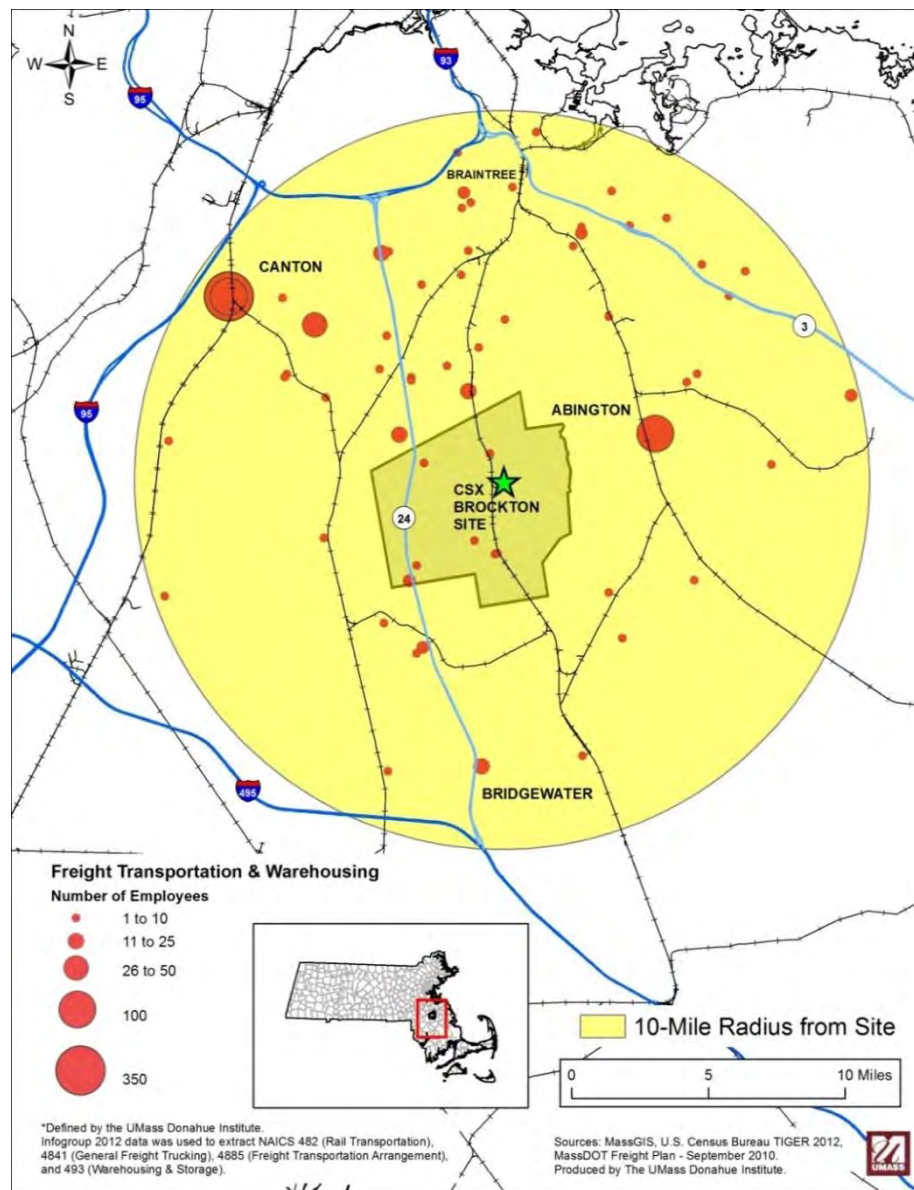 N
W E
S
95
93
BRAINTREE
CANTON
3
95
ABINGTON
CSX
BROCKTON
SITE
24
495
BRIDGEWATER
Freight Transportation & Warehousing
Number of Employees
1 to 10
11 to 25
26 to 50
100
350
10-Mile Radius from Site
0 5 10 Miles
*Defined by the UMass Donahue Institute.
Infogroup 2012 data was used to extract NAICS 482 (Rail Transportation),
4841 (General Freight Trucking), 4885 (Freight Transportation Arrangement),
and 493 (Warehousing & Storage).
Sources: MassGIS, U.S. Census Bureau TIGER 2012,
MassDOT Freight Plan - September 2010.
Produced by The UMass Donahue Institute.
UMASS